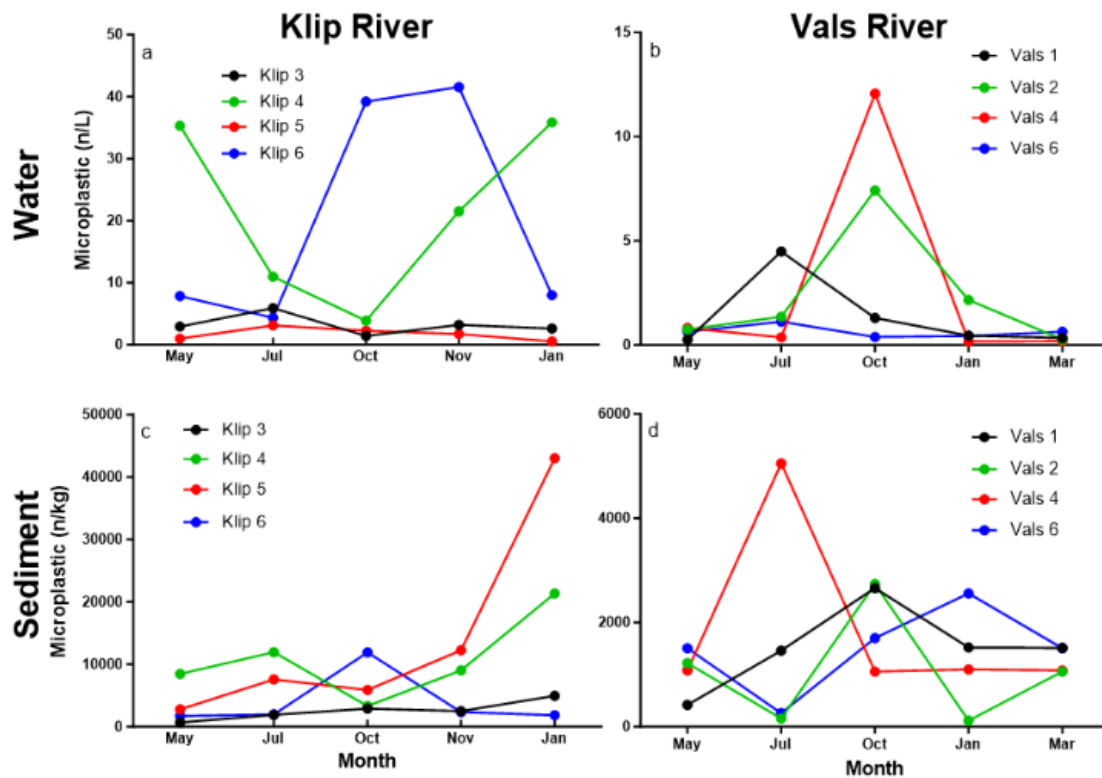 Klip River
Vals River
Water
Microplastic (n/L)
a
50
40
30
20
10
0
Klip 3
Klip 4
Klip 5
Klip 6
May Jul Oct Nov Jan
b
15
10
5
0
Vals 1
Vals 2
Vals 4
Vals 6
May Jul Oct Jan Mar
Sediment
Microplastic (n/kg)
c
50000
40000
30000
20000
10000
0
Klip 3
Klip 4
Klip 5
Klip 6
May Jul Oct Nov Jan
Month
d
6000
4000
2000
0
Vals 1
Vals 2
Vals 4
Vals 6
May Jul Oct Jan Mar
Month